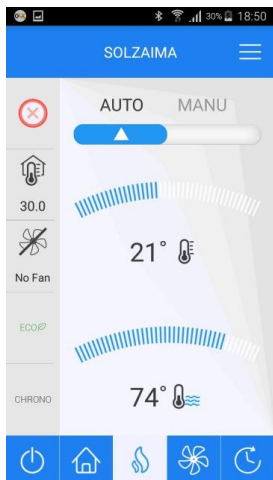 30% 18:50
SOLZAIMA
AUTO MANU
30.0
21°
No Fan
ECO
74°
CHRONO